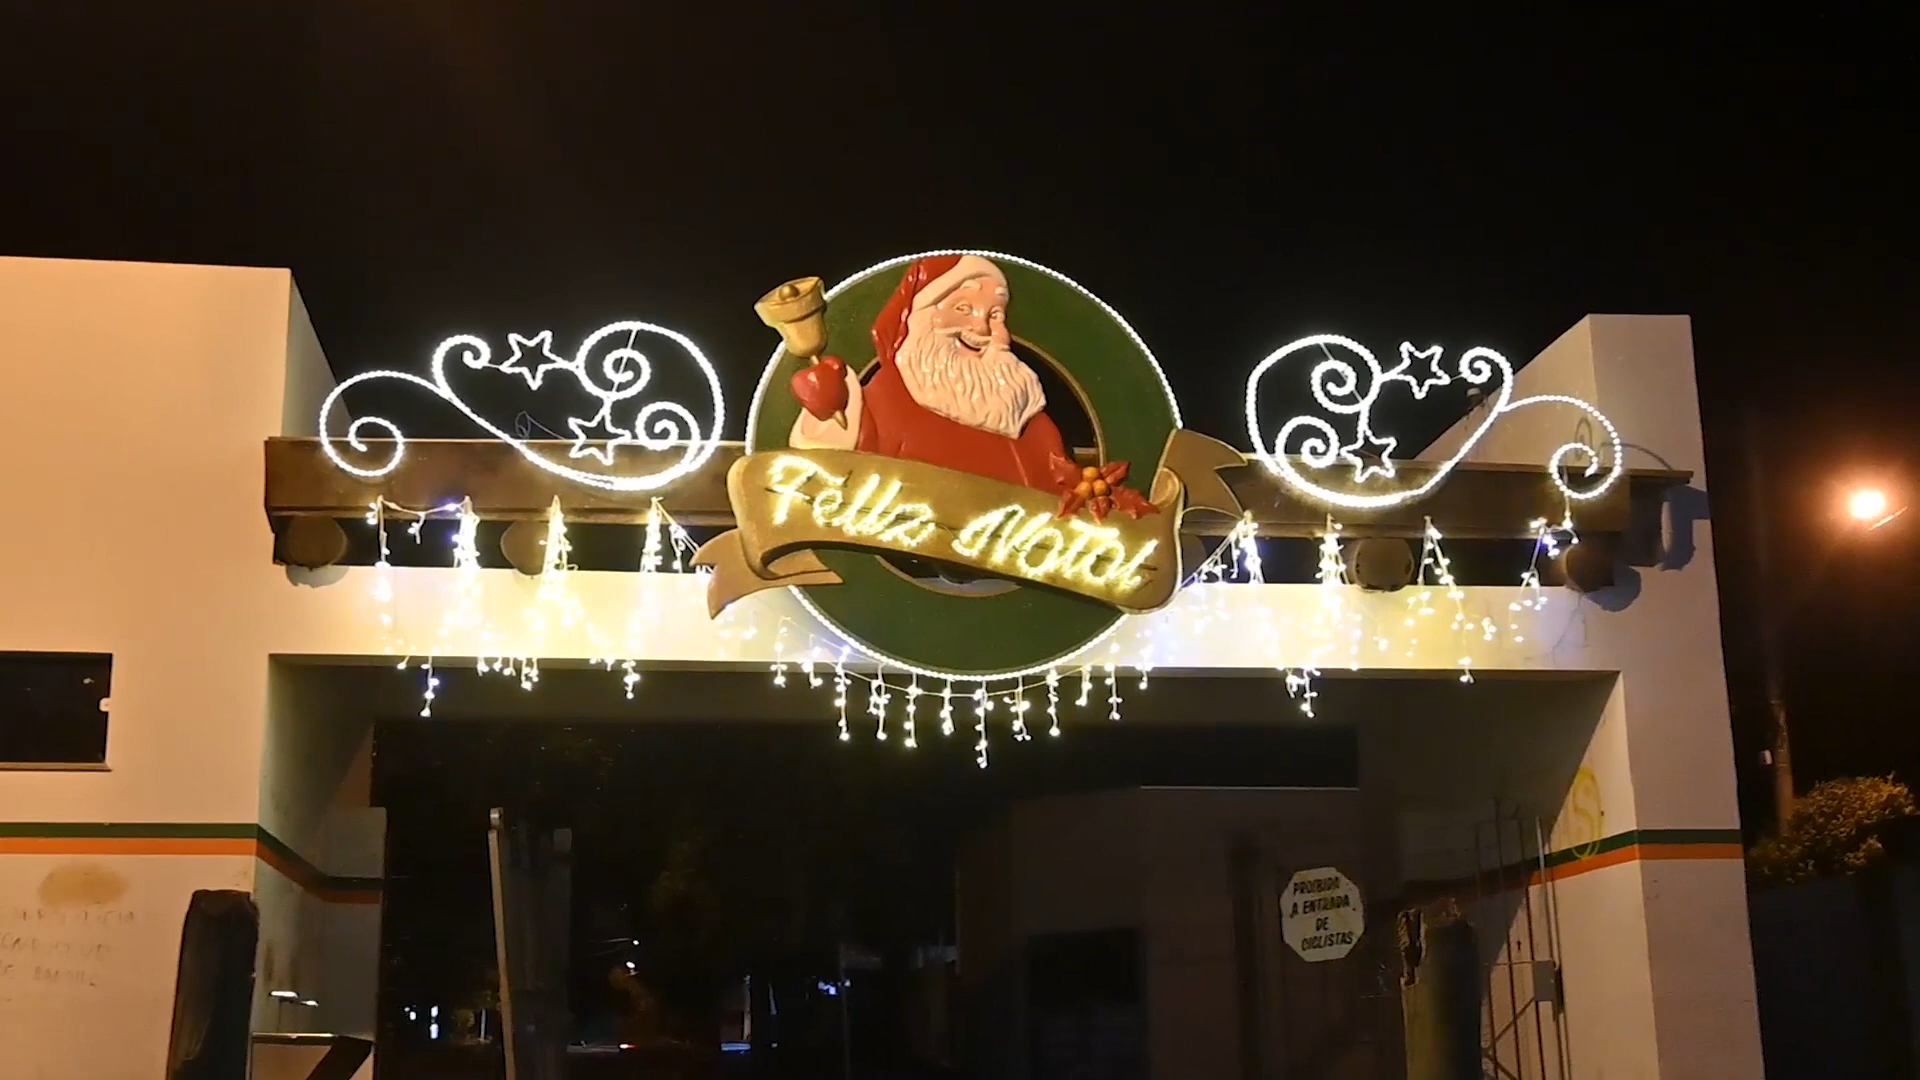 Feliz Natal
PROIBIDA
A ENTRADA
DE
CICLISTAS